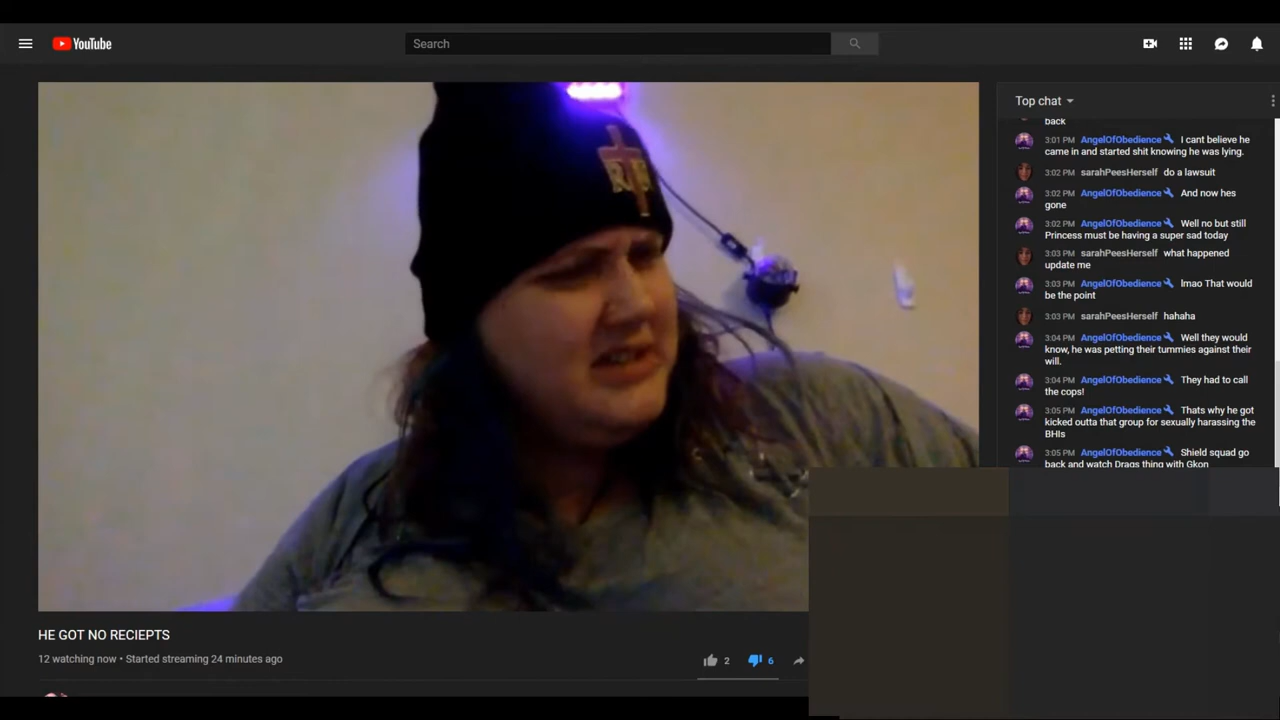 YouTube
Search
Top chat
back
3:01 PM AngelOfObedience I cant believe he
came in and started shit knowing he was lying.
3:02 PM sarahPeesHerself do a lawsuit
3:02 PM AngelOfObedience And now hes
gone
3:02 PM AngelOfObedience Well no but still
Princess must be having a super sad today
3:03 PM sarahPeesHerself what happened
update me
3:03 PM AngelOfObedience lmao That would
be the point
3:03 PM sarahPeesHerself hahaha
3:04 PM AngelOfObedience Well they would
know, he was petting their tummies against their
will.
3:04 PM AngelOfObedience They had to call
the cops!
3:05 PM AngelOfObedience Thats why he got
kicked outta that group for sexually harassing the
BHIs
3:05 PM AngelOfObedience Shield squad go
back and watch Drags thing with Gkon
HE GOT NO RECIEPTS
12 watching now • Started streaming 24 minutes ago
2
6